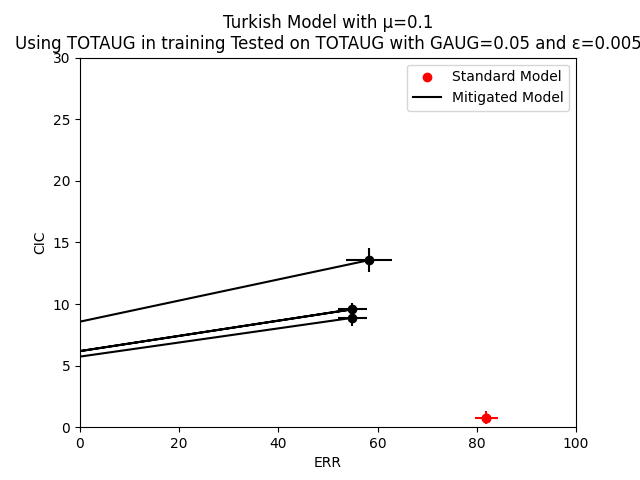 Turkish Model with μ=0.1
Using TOTAUG in training Tested on TOTAUG with GAUG=0.05 and ε=0.005
Standard Model
Mitigated Model
CIC
30
25
20
15
10
5
0
0 20 40 60 80 100
ERR